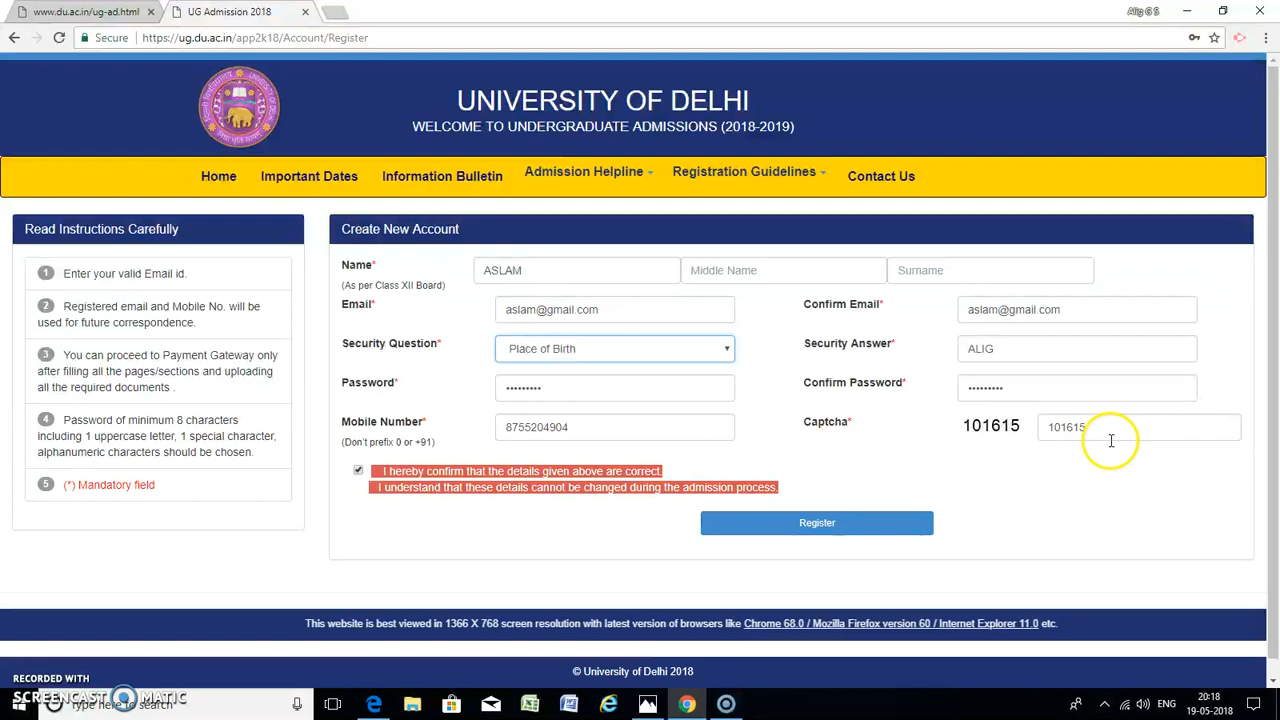 www.du.ac.in/ug-ad.html
UG Admission 2018
Alig G S
Secure
https://ug.du.ac.in/app2k18/Account/Register
UNIVERSITY OF DELHI
WELCOME TO UNDERGRADUATE ADMISSIONS (2018-2019)
Home
Important Dates
Information Bulletin
Admission Helpline
Registration Guidelines
Contact Us
Read Instructions Carefully
1 Enter your valid Email id.
2 Registered email and Mobile No. will be
used for future correspondence.
3 You can proceed to Payment Gateway only
after filling all the pages/sections and uploading
all the required documents .
4 Password of minimum 8 characters
including 1 uppercase letter, 1 special character,
alphanumeric characters should be secured.
5 (*) Mandatory field
Create New Account
Name*
(As per Class XII Board)
ASLAM
Middle Name
Surname
Email*
aslam@gmail.com
Confirm Email*
aslam@gmail.com
Security Question*
Place of Birth
Security Answer*
ALIG
Password*
•••••••••
Confirm Password*
•••••••••
Mobile Number*
(Don't prefix 0 or +91)
8755204904
Captcha*
101615
101615
I hereby confirm that the details given above are correct.
I understand that these details cannot be changed during the admission process.
Register
This website is best viewed in 1366 X 768 screen resolution with latest version of browsers like Chrome 68.0 / Mozilla Firefox version 60 / Internet Explorer 11.0 etc.
© University of Delhi 2018
RECORDED WITH
SCREENCAST MATIC
Type here to search
ENG
20:18
19-05-2018